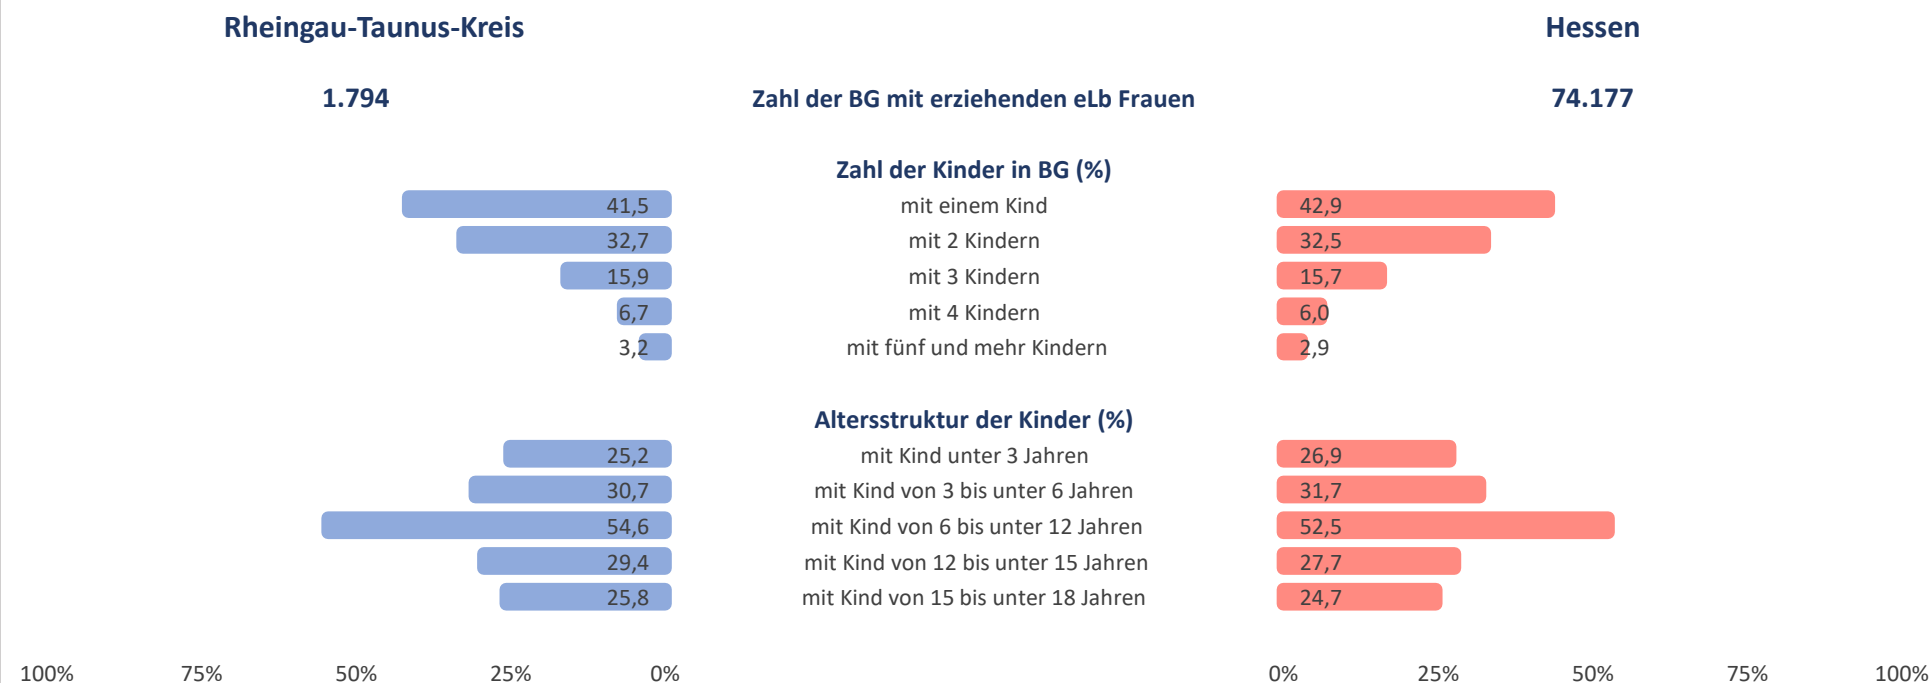 Rheingau-Taunus-Kreis Hessen
1.794 Zahl der BG mit erziehenden eLb Frauen 74.177
Zahl der Kinder in BG (%)
41,5 mit einem Kind 42,9
32,7 mit 2 Kindern 32,5
15,9 mit 3 Kindern 15,7
6,7 mit 4 Kindern 6,0
3,2 mit fünf und mehr Kindern 2,9
Altersstruktur der Kinder (%)
25,2 mit Kind unter 3 Jahren 26,9
30,7 mit Kind von 3 bis unter 6 Jahren 31,7
54,6 mit Kind von 6 bis unter 12 Jahren 52,5
29,4 mit Kind von 12 bis unter 15 Jahren 27,7
25,8 mit Kind von 15 bis unter 18 Jahren 24,7
100% 75% 50% 25% 0% 0% 25% 50% 75% 100%